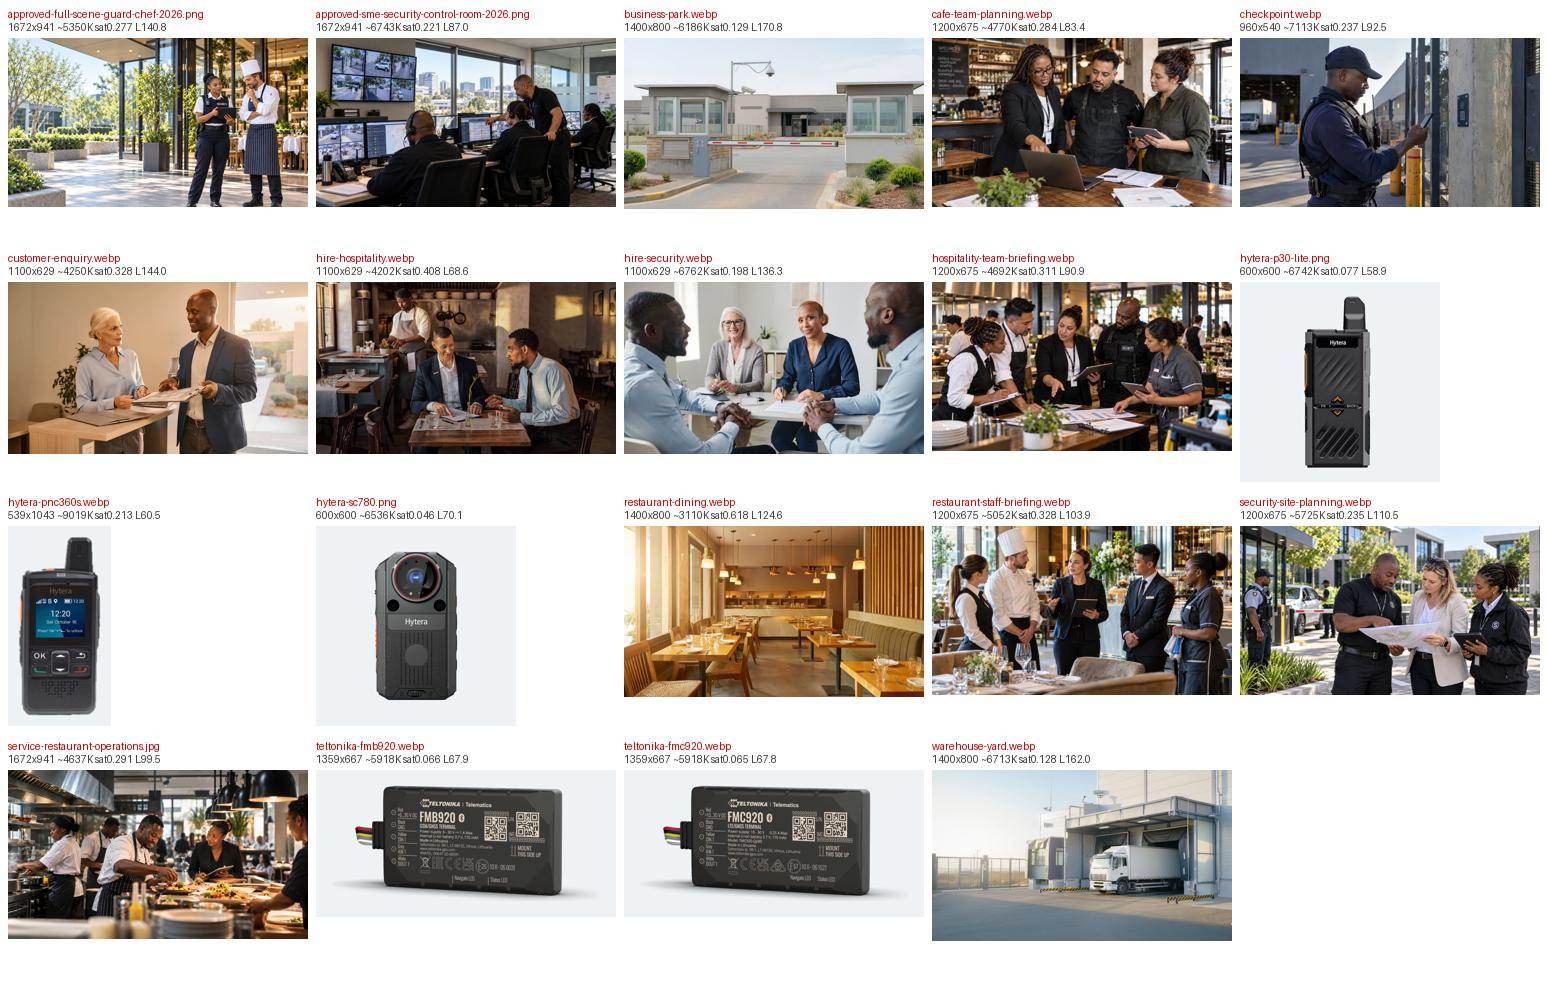 approved-full-scene-guard-chef-2026.png
1672x941 ~5350K sat0.277 L140.8
approved-sme-security-control-room-2026.png
1672x941 ~6743K sat0.221 L87.0
business-park.webp
1400x800 ~6186K sat0.129 L170.8
cafe-team-planning.webp
1200x675 ~4770K sat0.284 L83.4
checkpoint.webp
960x540 ~7113K sat0.237 L92.5
customer-enquiry.webp
1100x629 ~4250K sat0.328 L144.0
hire-hospitality.webp
1100x629 ~4202K sat0.408 L68.6
hire-security.webp
1100x629 ~6762K sat0.198 L136.3
hospitality-team-briefing.webp
1200x675 ~4692K sat0.311 L90.9
hytera-p30-lite.png
600x600 ~6742K sat0.077 L58.9
Hytera
hytera-pnc360s.webp
539x1043 ~9019K sat0.213 L60.5
Hytera
12:20
OK
hytera-sc780.png
600x600 ~6536K sat0.046 L70.1
Hytera
restaurant-dining.webp
1400x800 ~3110K sat0.618 L124.6
restaurant-staff-briefing.webp
1200x675 ~5052K sat0.328 L103.9
security-site-planning.webp
1200x675 ~5725K sat0.235 L110.5
service-restaurant-operations.jpg
1672x941 ~4637K sat0.291 L99.5
teltonika-fmb920.webp
1359x667 ~5918K sat0.066 L67.9
TELTONIKA Telematics
FMB920
MOUNT
THIS SIDE UP
teltonika-fmc920.webp
1359x667 ~5918K sat0.065 L67.8
TELTONIKA Telematics
FMC920
MOUNT
THIS SIDE UP
warehouse-yard.webp
1400x800 ~6713K sat0.128 L162.0